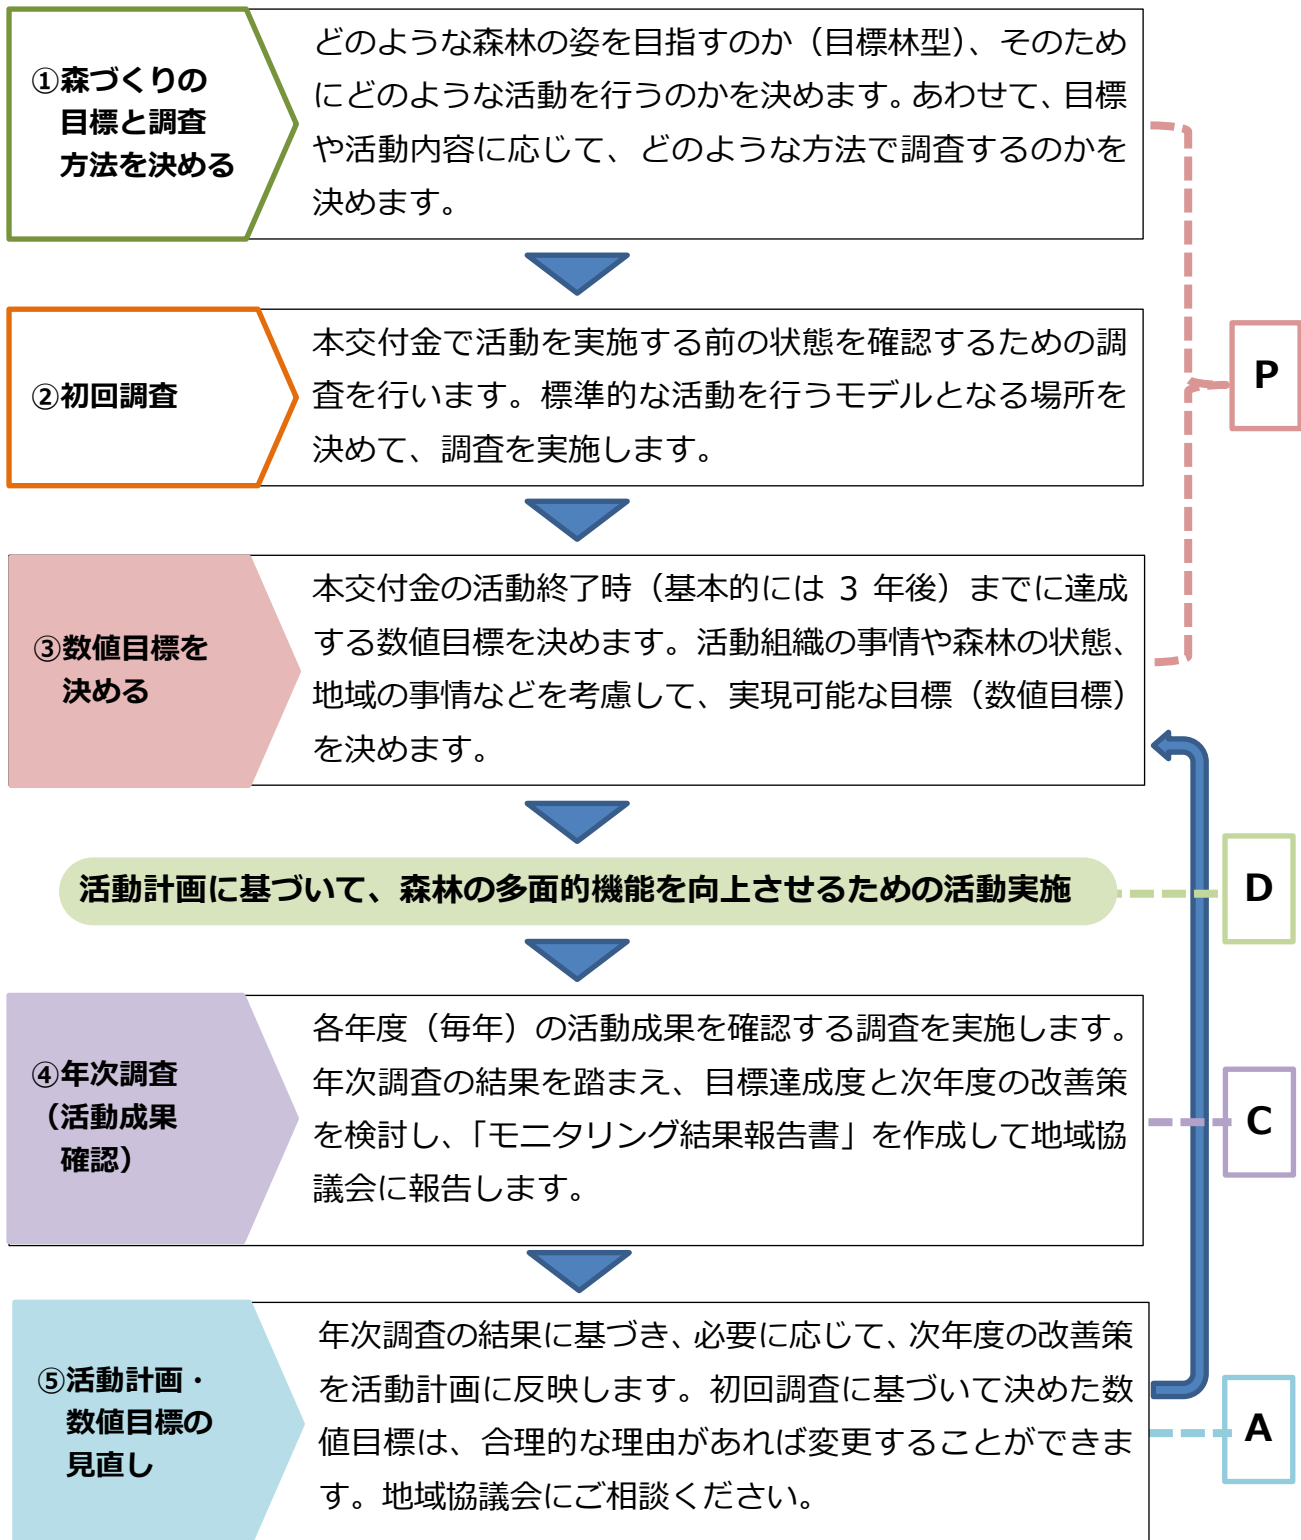 ①森づくりの
目標と調査
方法を決める
どのような森林の姿を目指すのか（目標林型）、そのため
にどのような活動を行うのかを決めます。あわせて、目標
や活動内容に応じて、どのような方法で調査するのかを
決めます。
②初回調査
本交付金で活動を実施する前の状態を確認するための調
査を行います。標準的な活動を行うモデルとなる場所を
決めて、調査を実施します。
P
③数値目標を
決める
本交付金の活動終了時（基本的には 3 年後）までに達成
する数値目標を決めます。活動組織の事情や森林の状態、
地域の事情などを考慮して、実現可能な目標（数値目標）
を決めます。
活動計画に基づいて、森林の多面的機能を向上させるための活動実施
D
④年次調査
（活動成果
確認）
各年度（毎年）の活動成果を確認する調査を実施します。
年次調査の結果を踏まえ、目標達成度と次年度の改善策
を検討し、「モニタリング結果報告書」を作成して地域協
議会に報告します。
C
⑤活動計画・
数値目標の
見直し
年次調査の結果に基づき、必要に応じて、次年度の改善策
を活動計画に反映します。初回調査に基づいて決めた数
値目標は、合理的な理由があれば変更することができま
す。地域協議会にご相談ください。
A